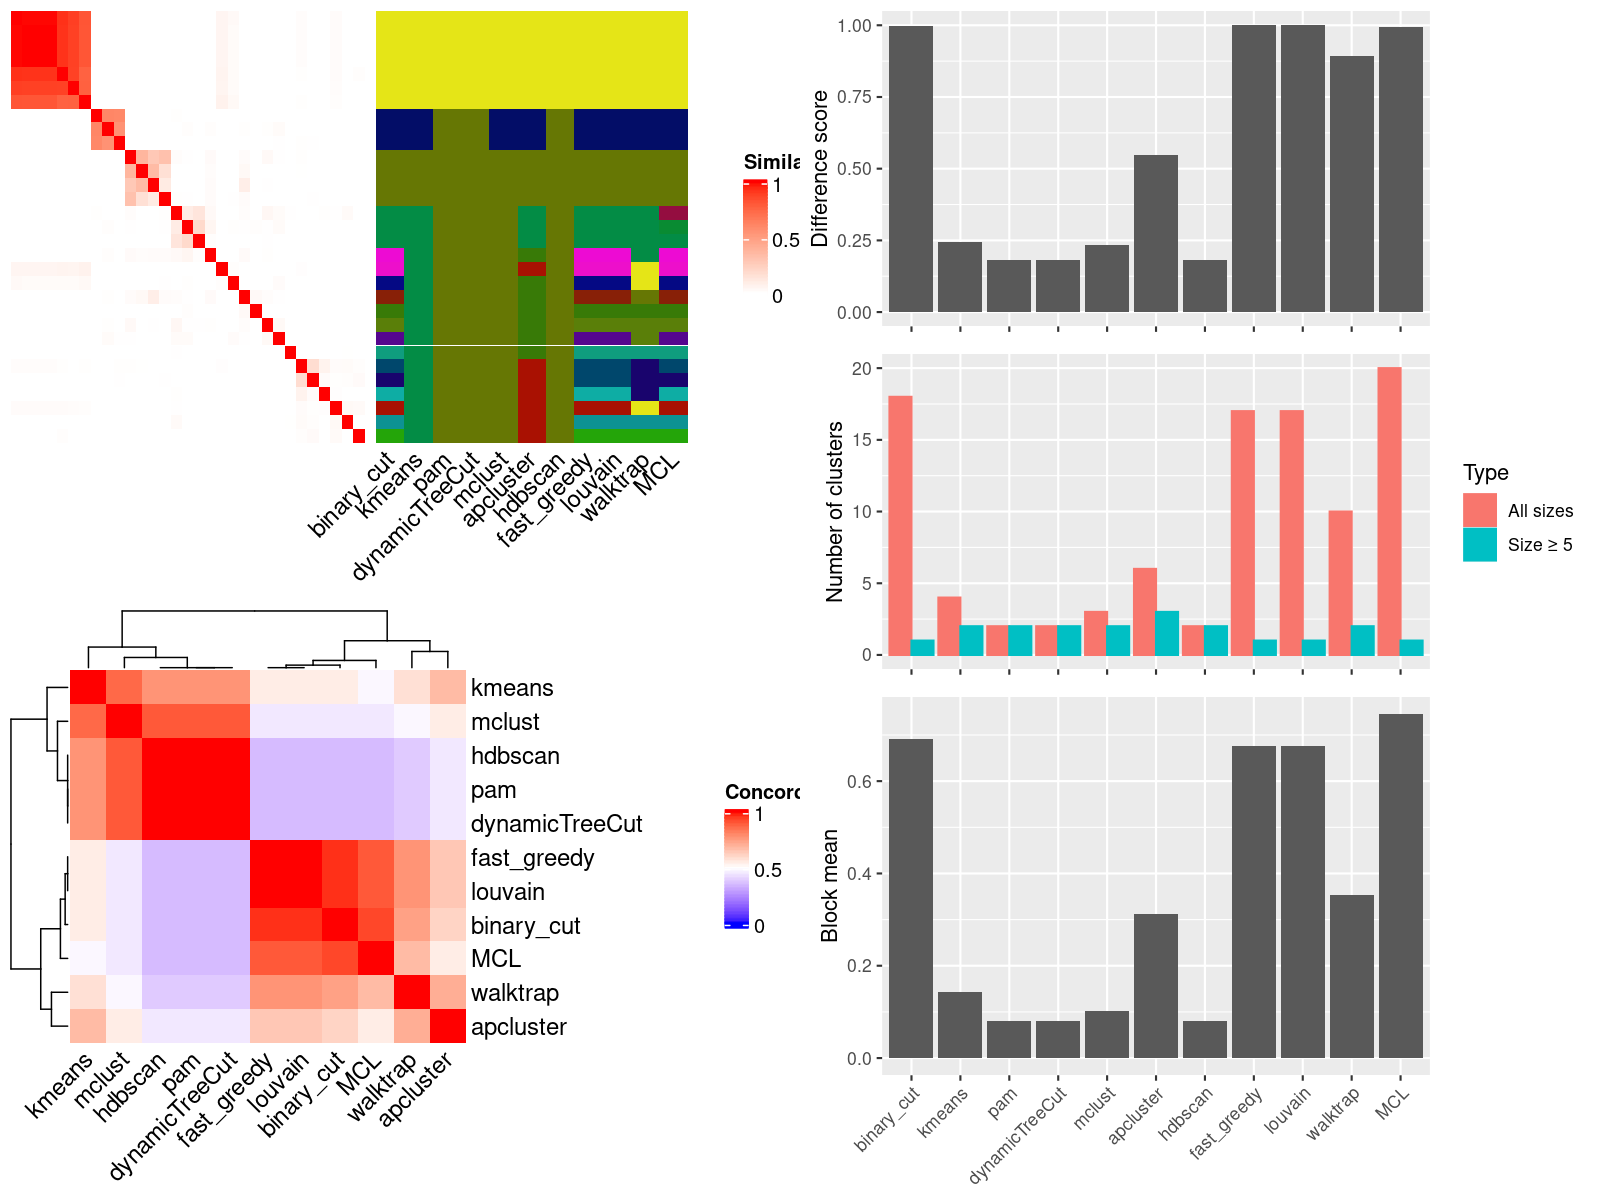 Simila
1
0.5
0
binary_cut
kmeans
pam
dynamicTreeCut
mclust
apcluster
hdbscan
fast_greedy
louvain
walktrap
MCL
kmeans
mclust
hdbscan
pam
dynamicTreeCut
fast_greedy
louvain
binary_cut
MCL
walktrap
apcluster
Concord
1
0.5
0
kmeans
mclust
hdbscan
pam
dynamicTreeCut
fast_greedy
louvain
binary_cut
MCL
walktrap
apcluster
Difference score
1.00
0.75
0.50
0.25
0.00
Number of clusters
20
15
10
5
0
Type
All sizes
Size ≥ 5
Block mean
0.6
0.4
0.2
0.0
binary_cut
kmeans
pam
dynamicTreeCut
mclust
apcluster
hdbscan
fast_greedy
louvain
walktrap
MCL